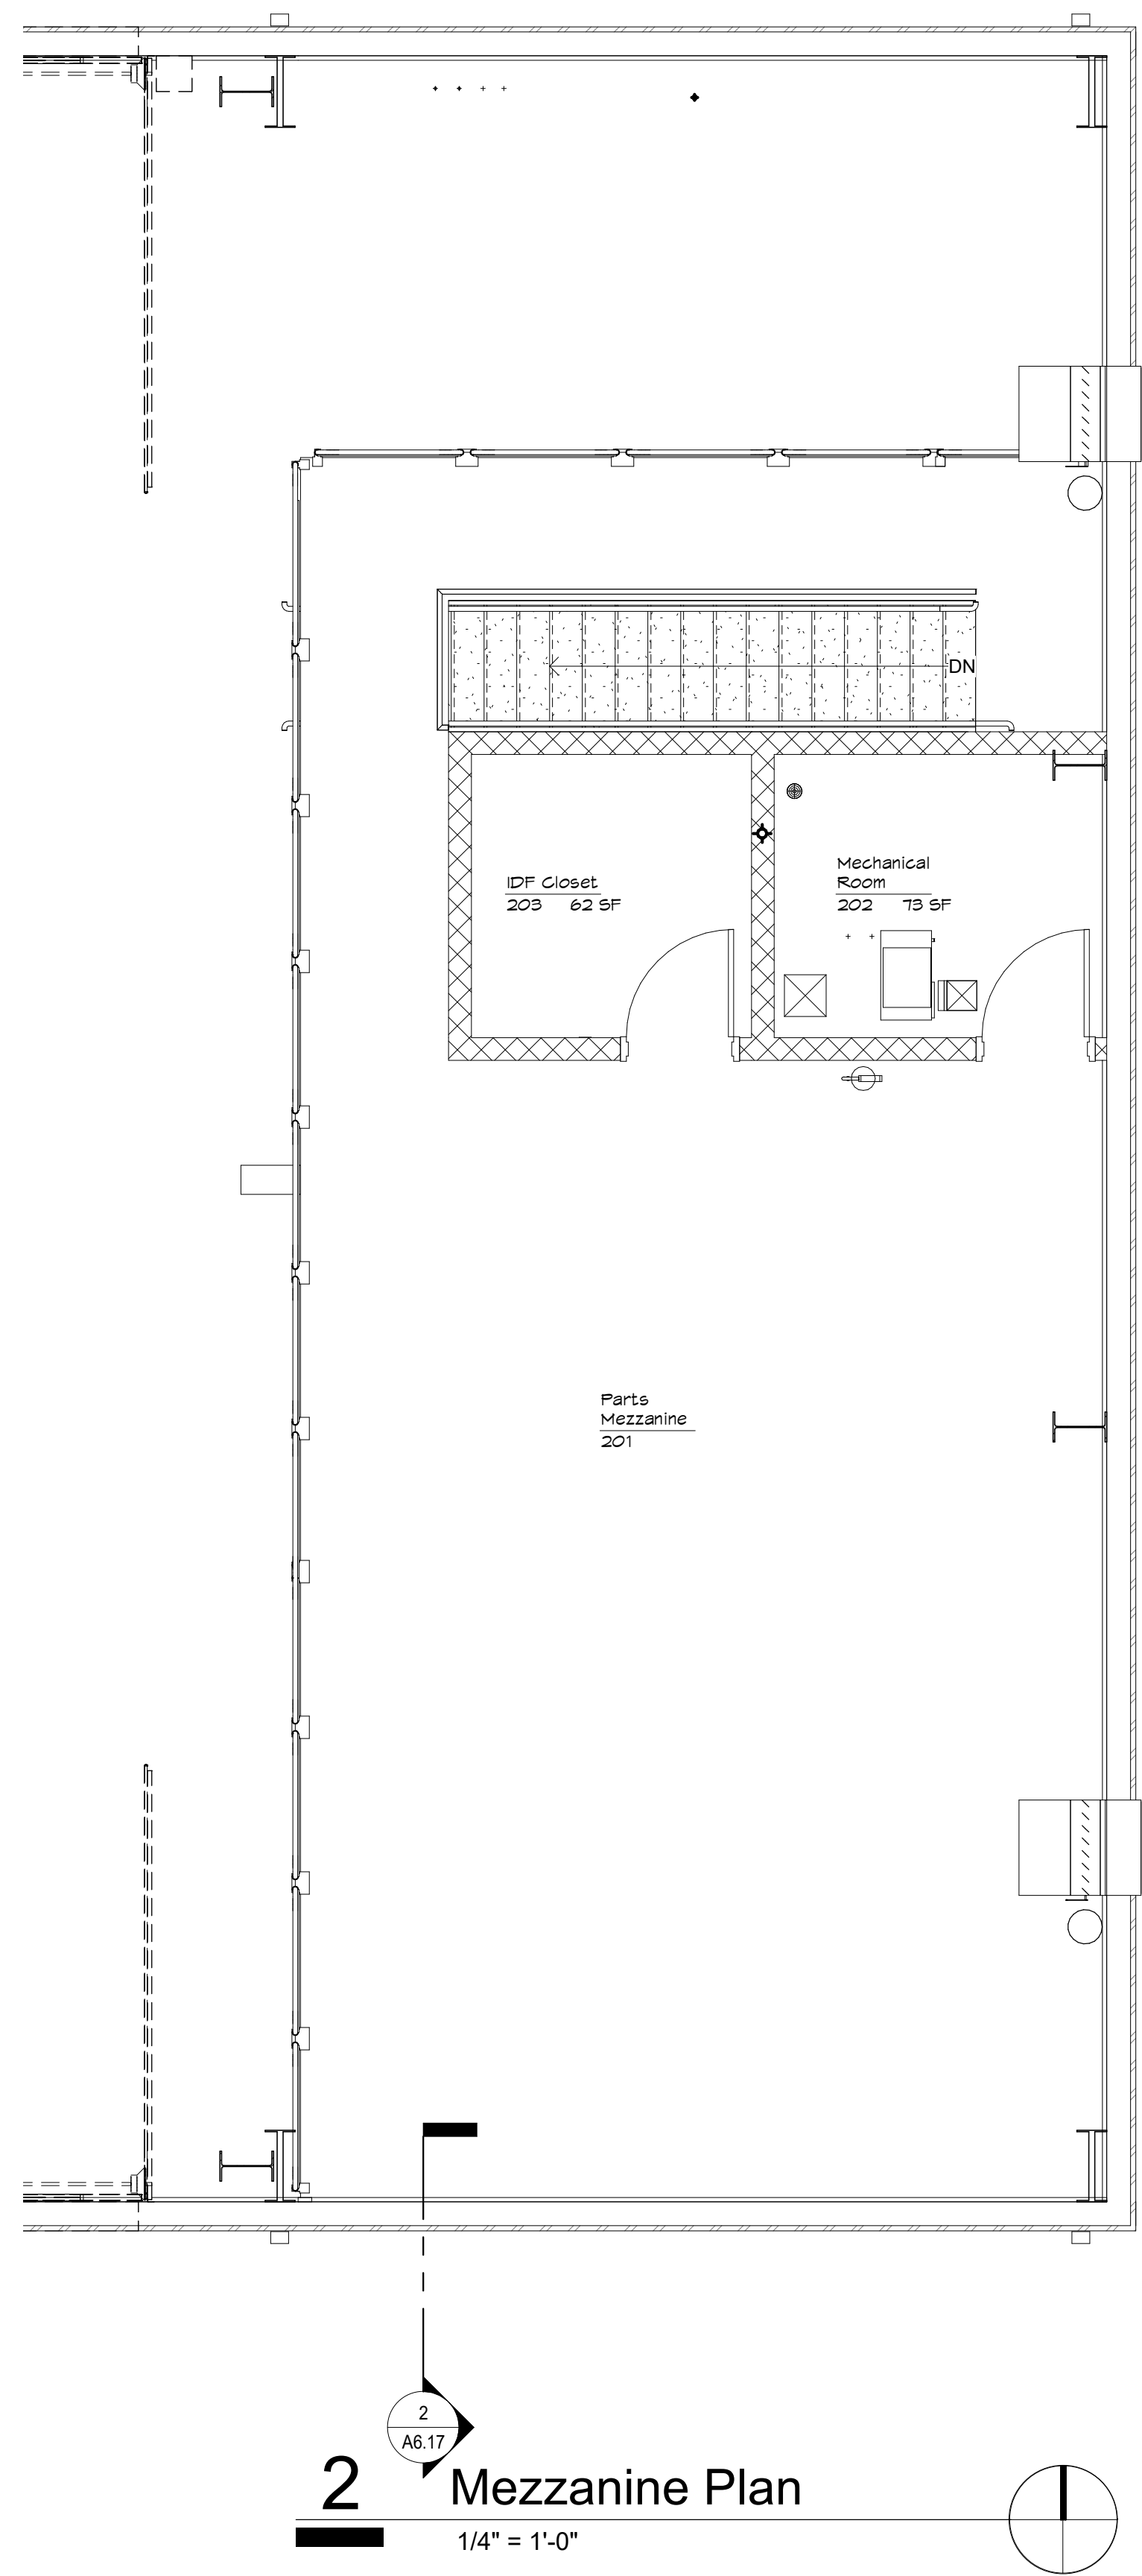 DN
IDF Closet
203 62 SF
Mechanical
Room
202 73 SF
Parts
Mezzanine
201
2
A6.17
2 Mezzanine Plan
1/4" = 1'-0"